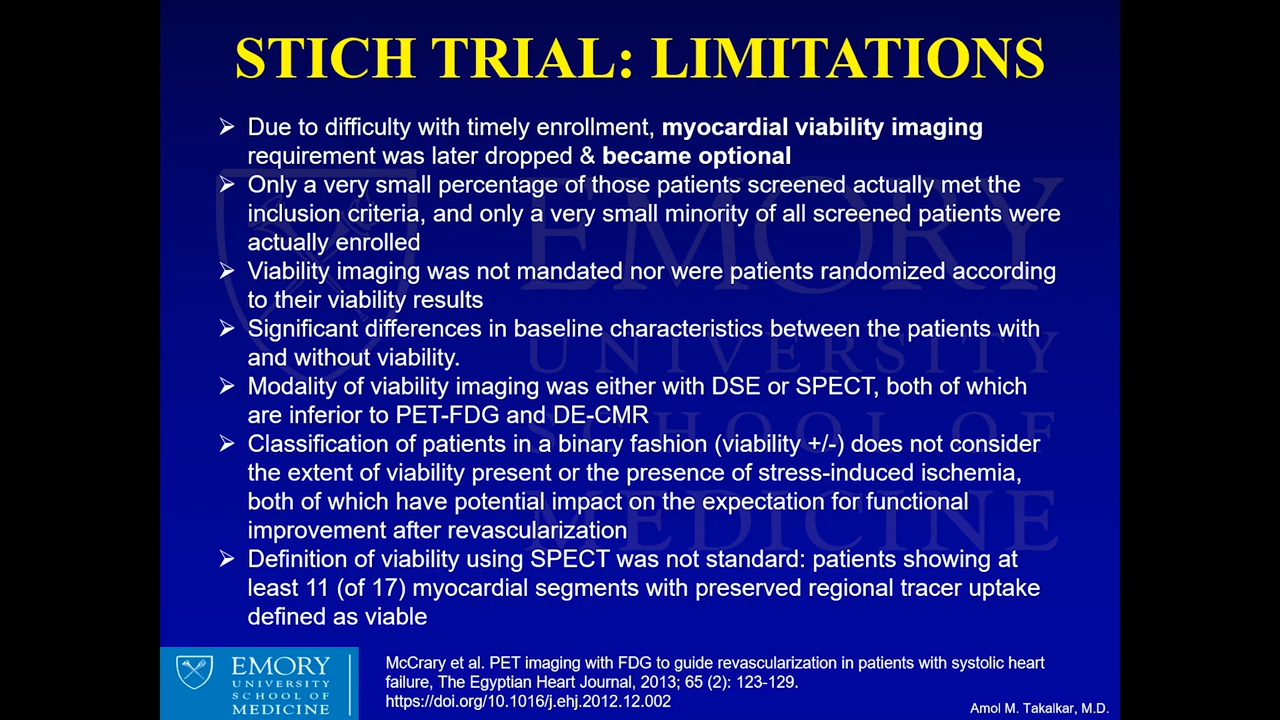 STICH TRIAL: LIMITATIONS
➢ Due to difficulty with timely enrollment, myocardial viability imaging
requirement was later dropped & became optional
➢ Only a very small percentage of those patients screened actually met the
inclusion criteria, and only a very small minority of all screened patients were
actually enrolled
➢ Viability imaging was not mandated nor were patients randomized according
to their viability results
➢ Significant differences in baseline characteristics between the patients with
and without viability.
➢ Modality of viability imaging was either with DSE or SPECT, both of which
are inferior to PET-FDG and DE-CMR
➢ Classification of patients in a binary fashion (viability +/-) does not consider
the extent of viability present or the presence of stress-induced ischemia,
both of which have potential impact on the expectation for functional
improvement after revascularization
➢ Definition of viability using SPECT was not standard: patients showing at
least 11 (of 17) myocardial segments with preserved regional tracer uptake
defined as viable
EMORY
UNIVERSITY
SCHOOL OF
MEDICINE
EMORY
UNIVERSITY
SCHOOL OF
MEDICINE
McCrary et al. PET imaging with FDG to guide revascularization in patients with systolic heart
failure, The Egyptian Heart Journal, 2013; 65 (2): 123-129.
https://doi.org/10.1016/j.ehj.2012.12.002
Amol M. Takalkar, M.D.